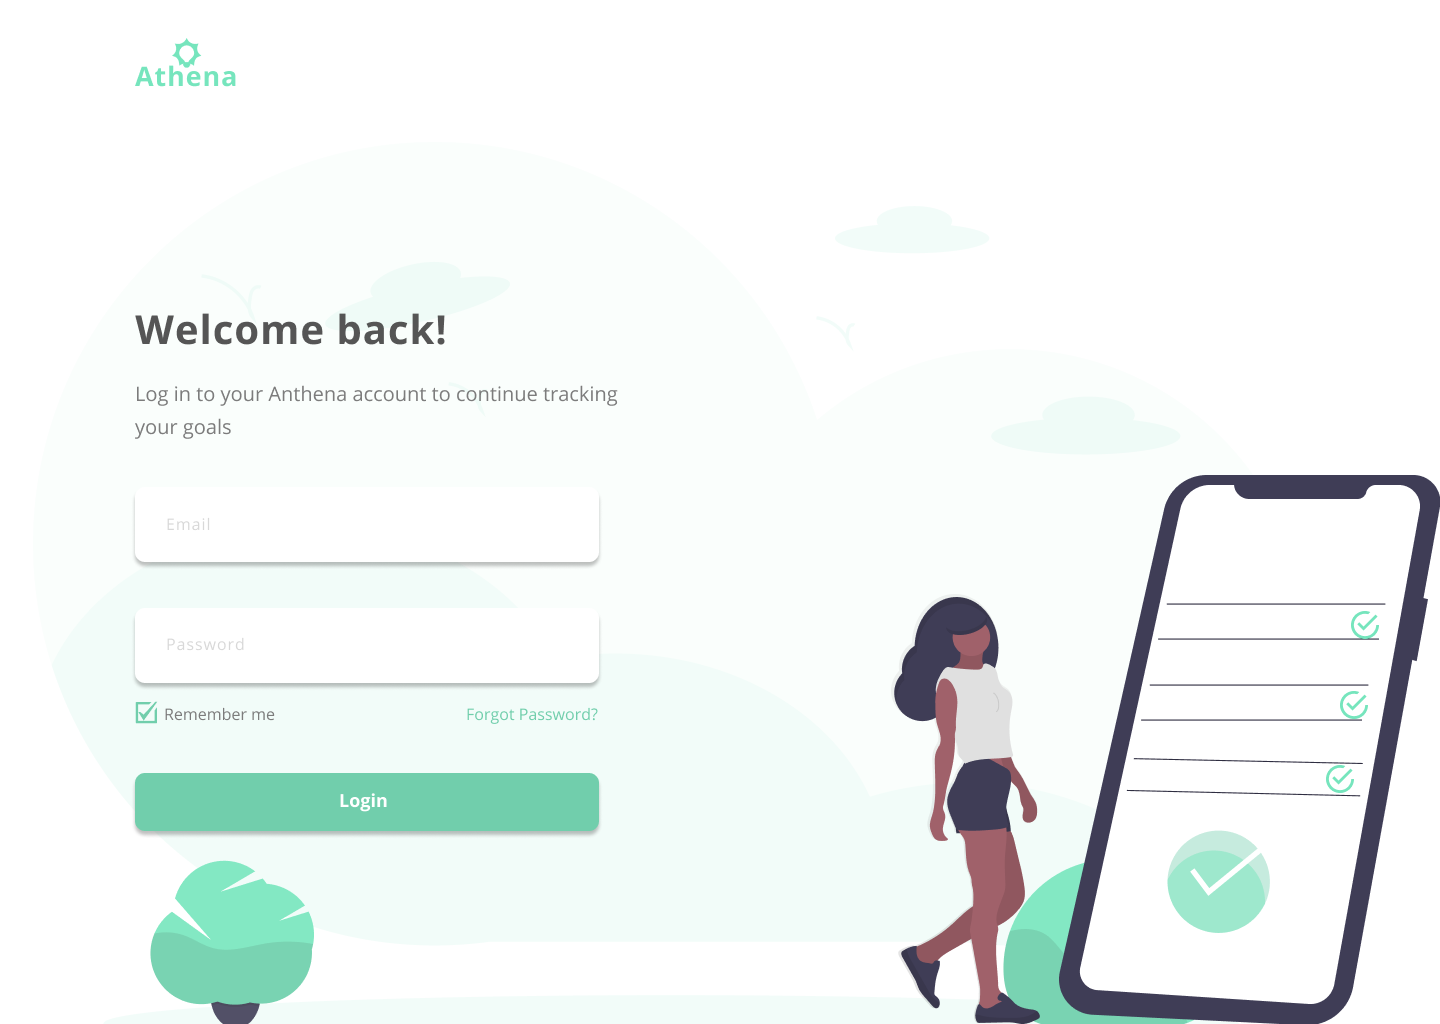 Athena
Welcome back!
Log in to your Anthena account to continue tracking
your goals
Email
Password
Remember me
Forgot Password?
Login